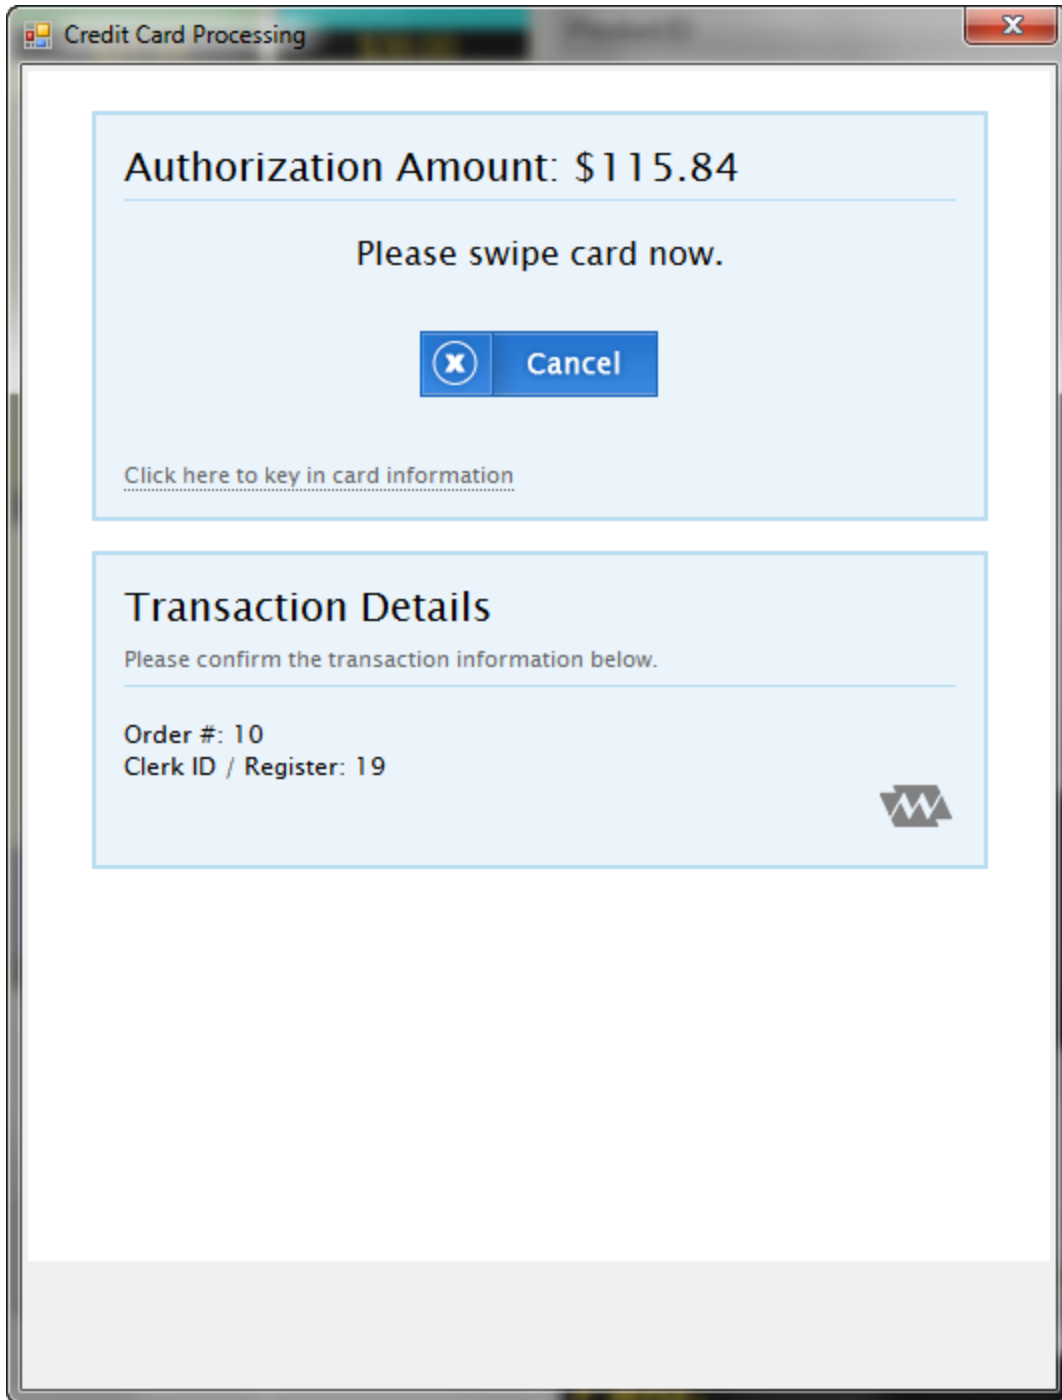 Credit Card Processing
Authorization Amount: $115.84
Please swipe card now.
Cancel
Click here to key in card information
Transaction Details
Please confirm the transaction information below.
Order #: 10
Clerk ID / Register: 19